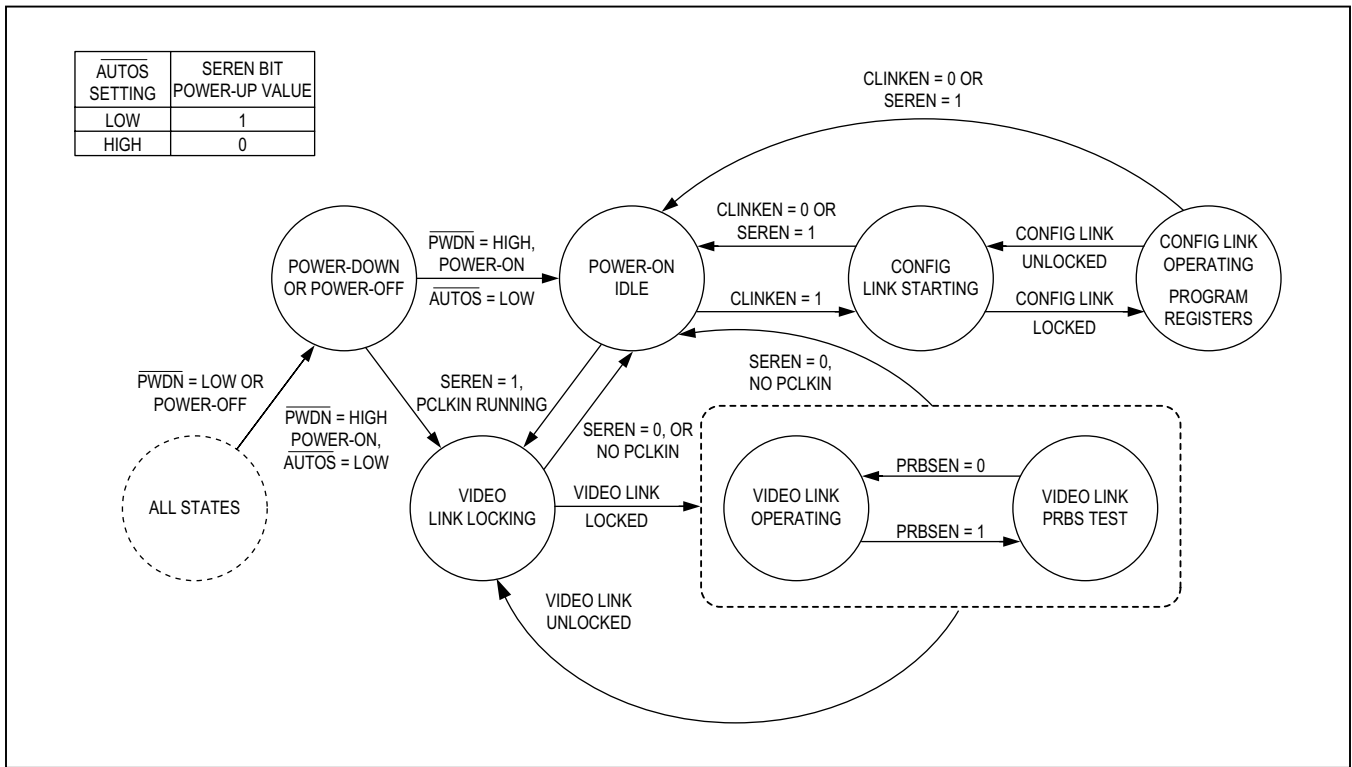 AUTOS
SETTING
SEREN BIT
POWER-UP VALUE
LOW
1
HIGH
0
CLINKEN = 0 OR
SEREN = 1
POWER-DOWN
OR POWER-OFF
PWDN = HIGH,
POWER-ON
AUTOS = LOW
POWER-ON
IDLE
CLINKEN = 0 OR
SEREN = 1
CLINKEN = 1
CONFIG
LINK STARTING
CONFIG LINK
UNLOCKED
CONFIG LINK
LOCKED
CONFIG LINK
OPERATING
PROGRAM
REGISTERS
PWDN = LOW OR
POWER-OFF
PWDN = HIGH
POWER-ON,
AUTOS = LOW
SEREN = 1,
PCLKIN RUNNING
SEREN = 0, OR
NO PCLKIN
SEREN = 0,
NO PCLKIN
ALL STATES
VIDEO
LINK LOCKING
VIDEO LINK
LOCKED
VIDEO LINK
OPERATING
PRBSEN = 0
PRBSEN = 1
VIDEO LINK
PRBS TEST
VIDEO LINK
UNLOCKED